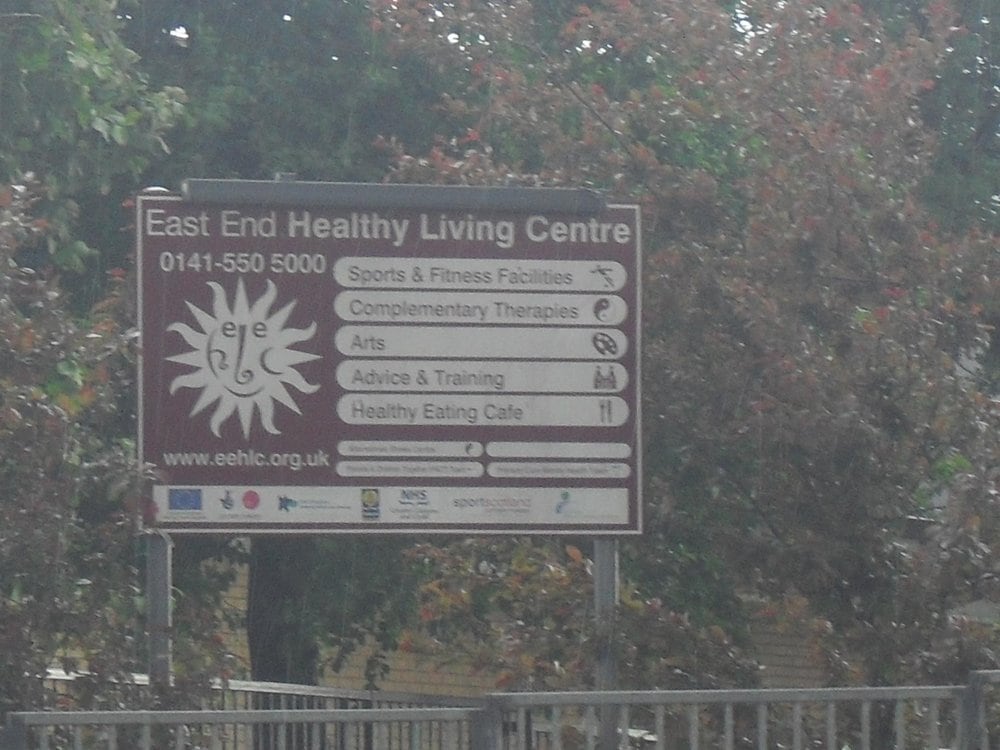 East End Healthy Living Centre
0141-550 5000
Sports & Fitness Facilities
Complementary Therapies
Arts
Advice & Training
Healthy Eating Cafe
eehlc
www.eehlc.org.uk
NHS
sportscotland